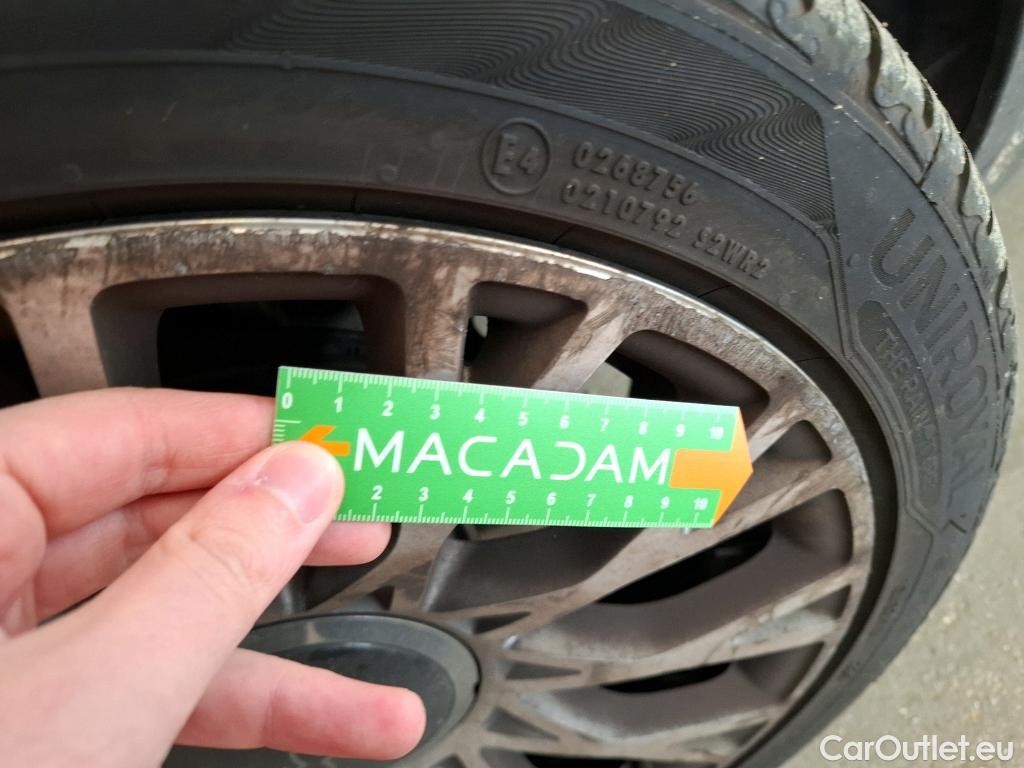 E4
0268756
0210792 S2WR2
UNIROYAL
0 1 2 3 4 5 6 7 8 9 10
MACADAM
2 3 4 5 6 7 8 9 10
CarOutlet.eu